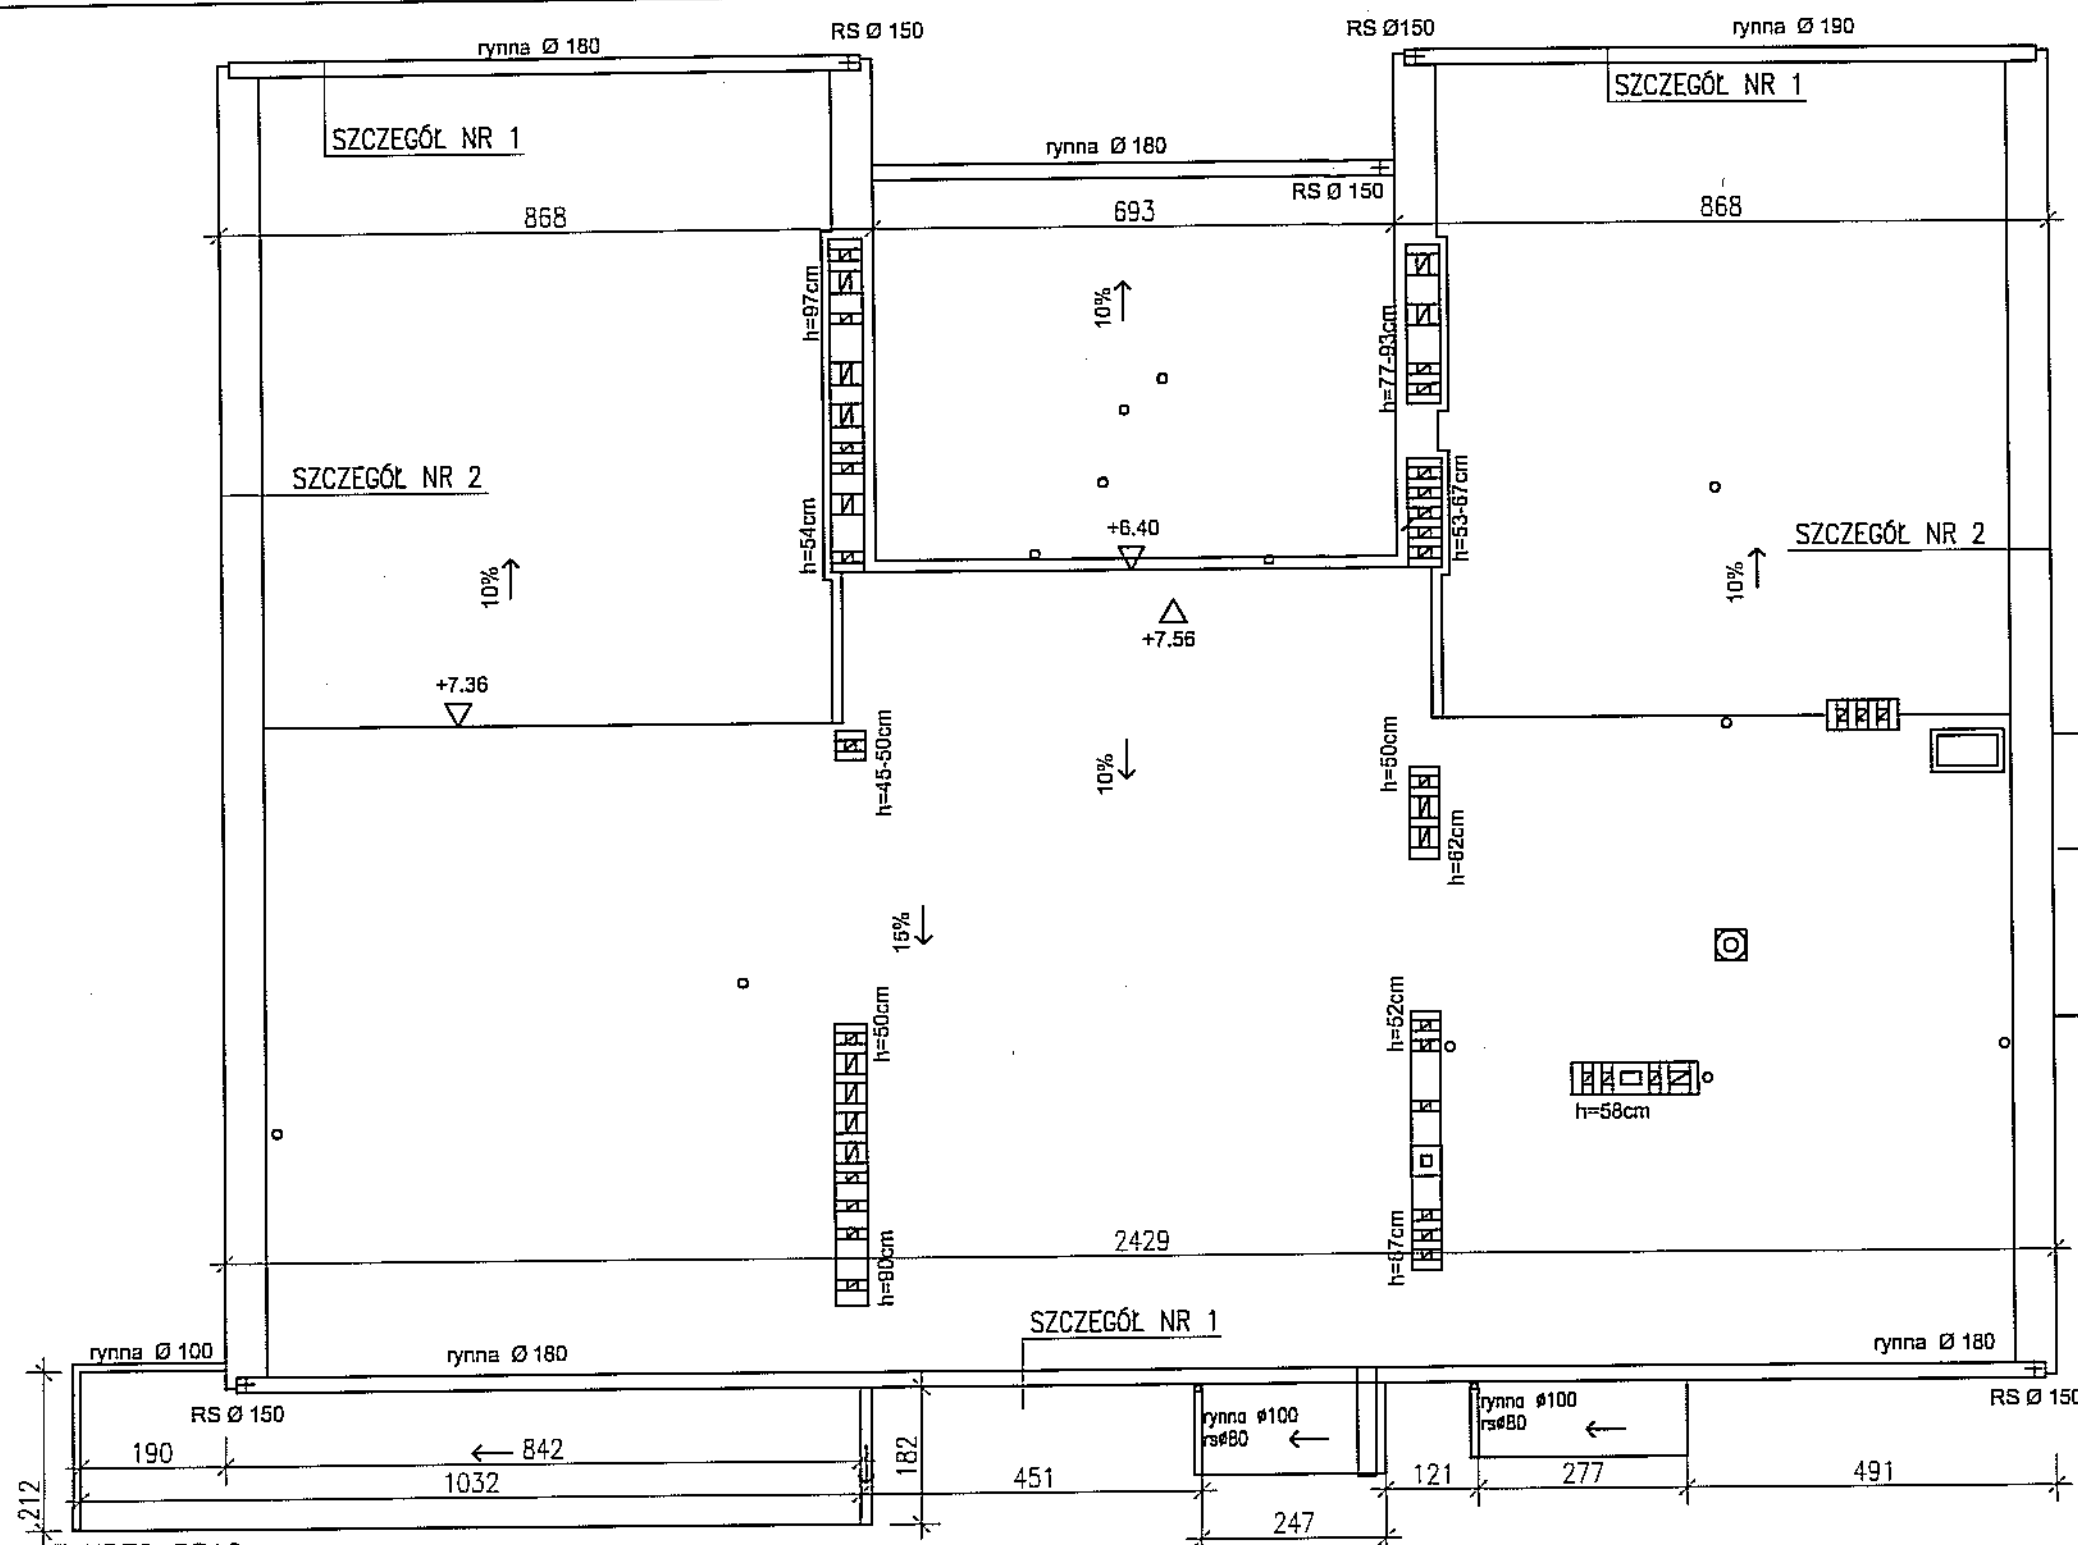 RS Ø 150
RS Ø150
rynna Ø 190
rynna Ø 180
SZCZEGÓŁ NR 1
SZCZEGÓŁ NR 1
rynna Ø 180
RS Ø 150
868
693
868
h=97cm
10%
h=77-93cm
SZCZEGÓŁ NR 2
h=54cm
+6.40
h=53-67cm
SZCZEGÓŁ NR 2
10%
10%
+7.56
+7.36
h=45-50cm
10%
h=50cm
h=62cm
15%
h=50cm
h=52cm
h=58cm
2429
h=90cm
SZCZEGÓŁ NR 1
rynna Ø 100
rynna Ø 180
rynna Ø 180
RS Ø 150
RS Ø 150
rynna ø100
rsø80
rynna ø100
rsø80
190
842
182
212
1032
451
121
277
491
247